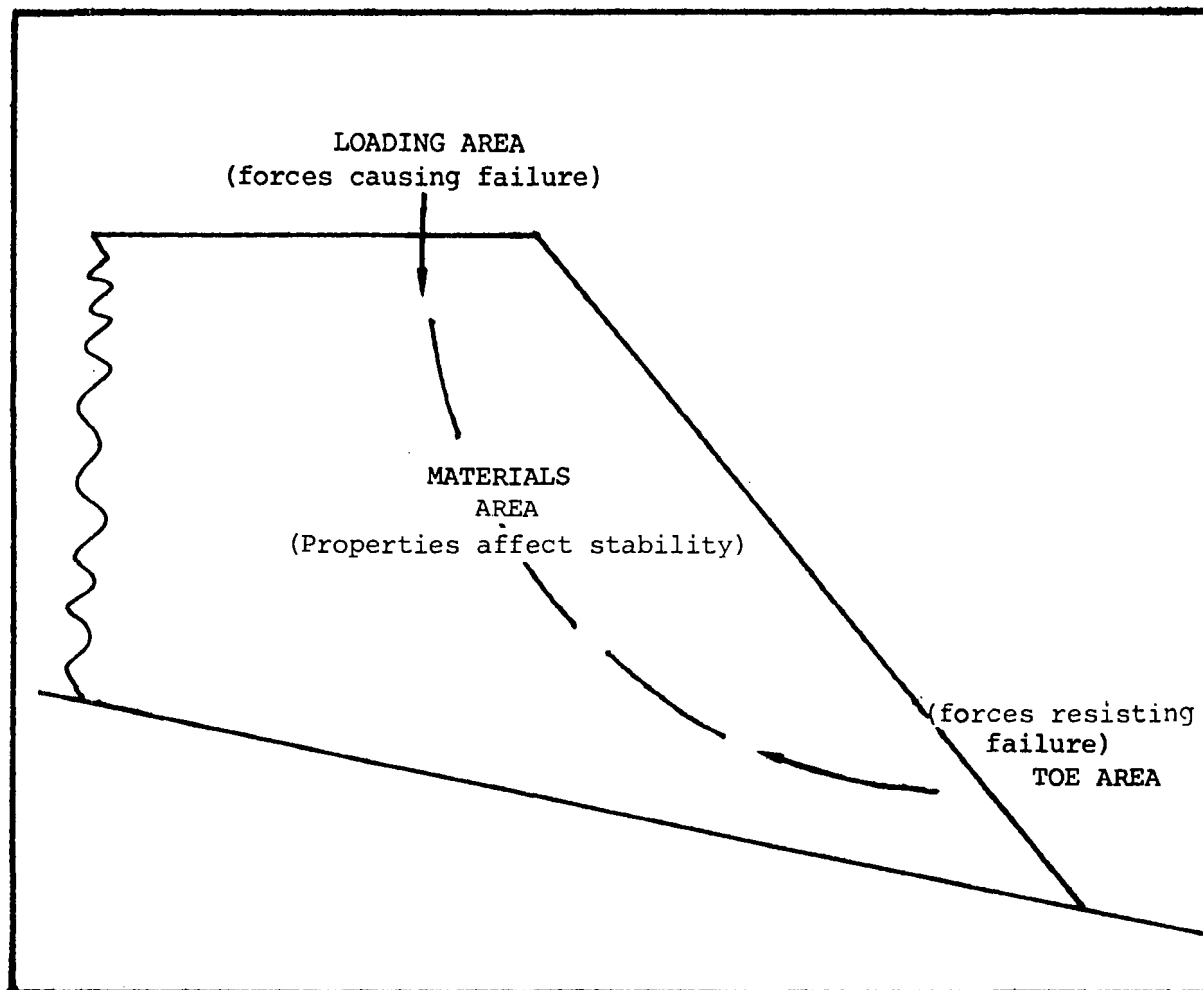 LOADING AREA
(forces causing failure)
MATERIALS
AREA
(Properties affect stability)
(forces resisting
failure)
TOE AREA